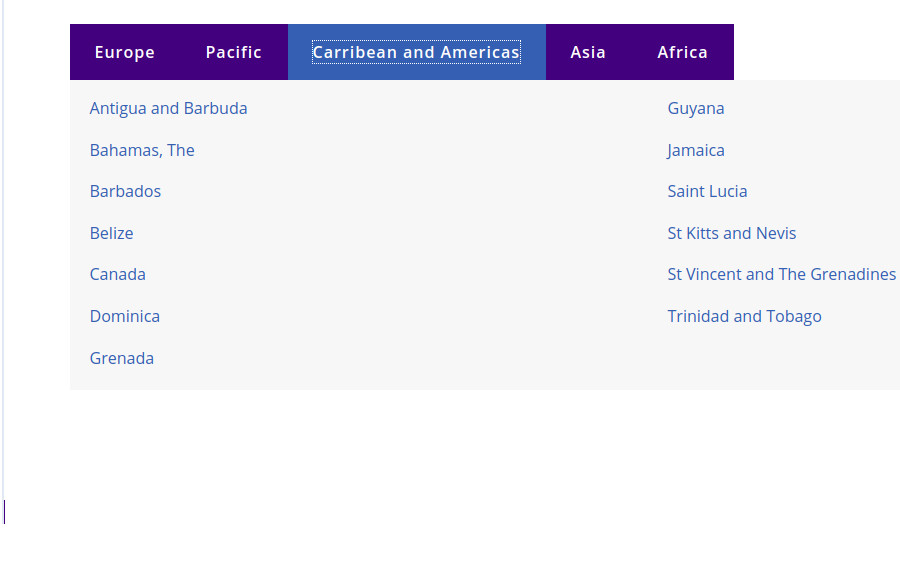 Europe Pacific Carribean and Americas Asia Africa
Antigua and Barbuda
Bahamas, The
Barbados
Belize
Canada
Dominica
Grenada
Guyana
Jamaica
Saint Lucia
St Kitts and Nevis
St Vincent and The Grenadines
Trinidad and Tobago